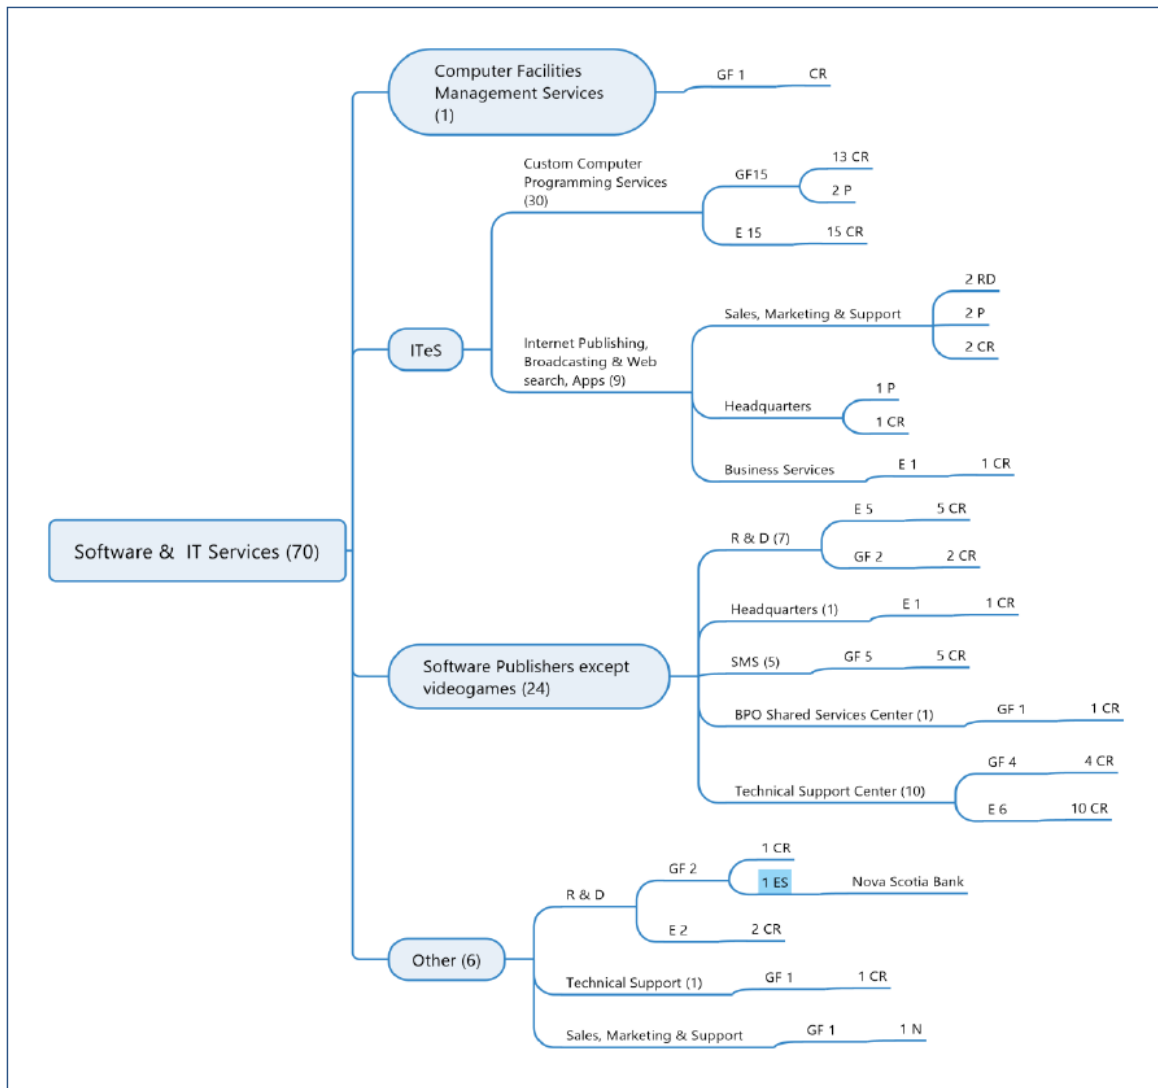 Software &  IT Services (70)
Computer Facilities
Management Services
(1)
GF 1
CR
ITeS
Custom Computer
Programming Services
(30)
GF15
13 CR
2 P
E 15
15 CR
Internet Publishing,
Broadcasting & Web
search, Apps (9)
Sales, Marketing & Support
2 RD
2 P
2 CR
Headquarters
1 P
1 CR
Business Services
E 1
1 CR
Software Publishers except
videogames (24)
R & D (7)
E 5
5 CR
GF 2
2 CR
Headquarters (1)
E 1
1 CR
SMS (5)
GF 5
5 CR
BPO Shared Services Center (1)
GF 1
1 CR
Technical Support Center (10)
GF 4
4 CR
E 6
10 CR
Other (6)
R & D
GF 2
1 CR
1 ES
Nova Scotia Bank
E 2
2 CR
Technical Support (1)
GF 1
1 CR
Sales, Marketing & Support
GF 1
1 N